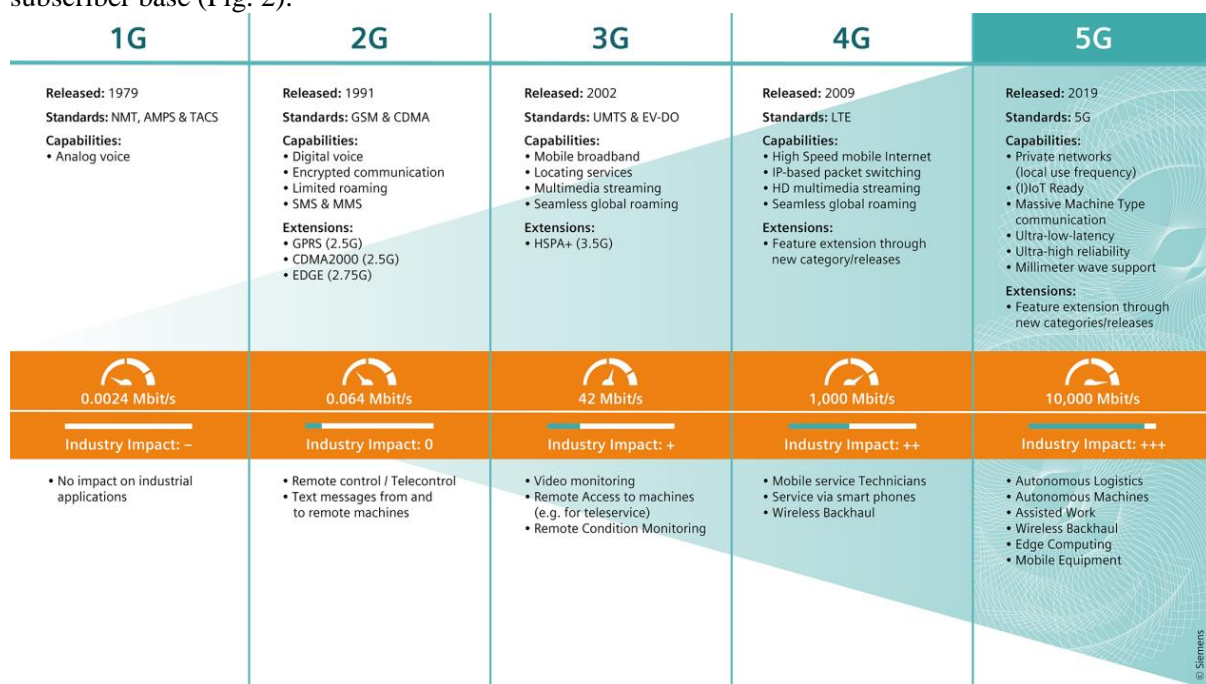 subscriber base (Fig. 2).
1G
2G
3G
4G
5G
Released: 1979
Standards: NMT, AMPS & TACS
Capabilities:
• Analog voice
Released: 1991
Standards: GSM & CDMA
Capabilities:
• Digital voice
• Encrypted communication
• Limited roaming
• SMS & MMS
Extensions:
• GPRS (2.5G)
• CDMA2000 (2.5G)
• EDGE (2.75G)
Released: 2002
Standards: UMTS & EV-DO
Capabilities:
• Mobile broadband
• Locating services
• Multimedia streaming
• Seamless global roaming
Extensions:
• HSPA+ (3.5G)
Released: 2009
Standards: LTE
Capabilities:
• High Speed mobile Internet
• IP-based packet switching
• HD multimedia streaming
• Seamless global roaming
Extensions:
• Feature extension through
new category/releases
Released: 2019
Standards: 5G
Capabilities:
• Private networks
(local use frequency)
• (I)IoT Ready
• Massive Machine Type
communication
• Ultra-low-latency
• Ultra-high reliability
• Millimeter wave support
Extensions:
• Feature extension through
new categories/releases
0.0024 Mbit/s
0.064 Mbit/s
42 Mbit/s
1,000 Mbit/s
10,000 Mbit/s
Industry Impact: –
Industry Impact: 0
Industry Impact: +
Industry Impact: ++
Industry Impact: +++
• No impact on industrial
applications
• Remote control / Telecontrol
• Text messages from and
to remote machines
• Video monitoring
• Remote Access to machines
(e.g. for teleservice)
• Remote Condition Monitoring
• Mobile service Technicians
• Service via smart phones
• Wireless Backhaul
• Autonomous Logistics
• Autonomous Machines
• Assisted Work
• Wireless Backhaul
• Edge Computing
• Mobile Equipment
© Siemens